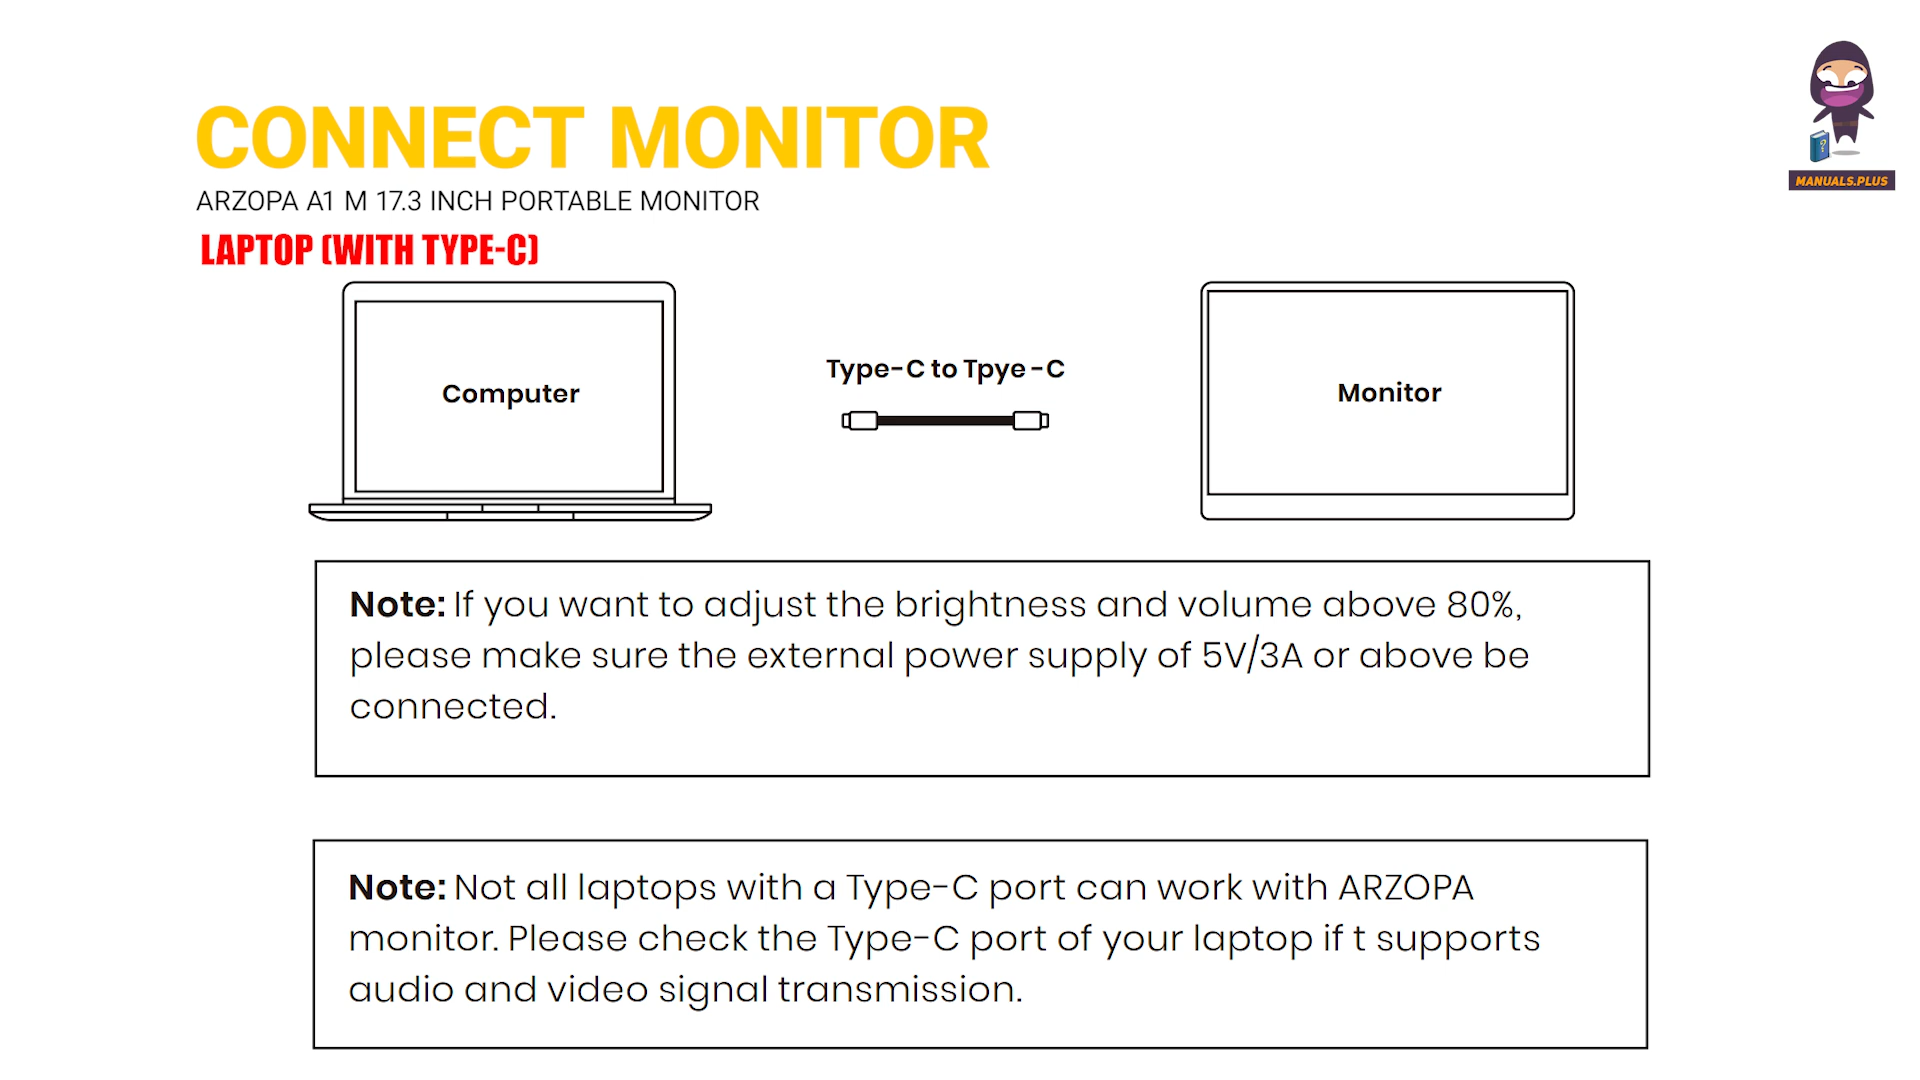 CONNECT MONITOR
ARZOPA A1 M 17.3 INCH PORTABLE MONITOR
LAPTOP (WITH TYPE-C)
MANUALS.PLUS
Computer
Type-C to Tpye -C
Monitor
Note: If you want to adjust the brightness and volume above 80%,
please make sure the external power supply of 5V/3A or above be
connected.
Note: Not all laptops with a Type-C port can work with ARZOPA
monitor. Please check the Type-C port of your laptop if t supports
audio and video signal transmission.